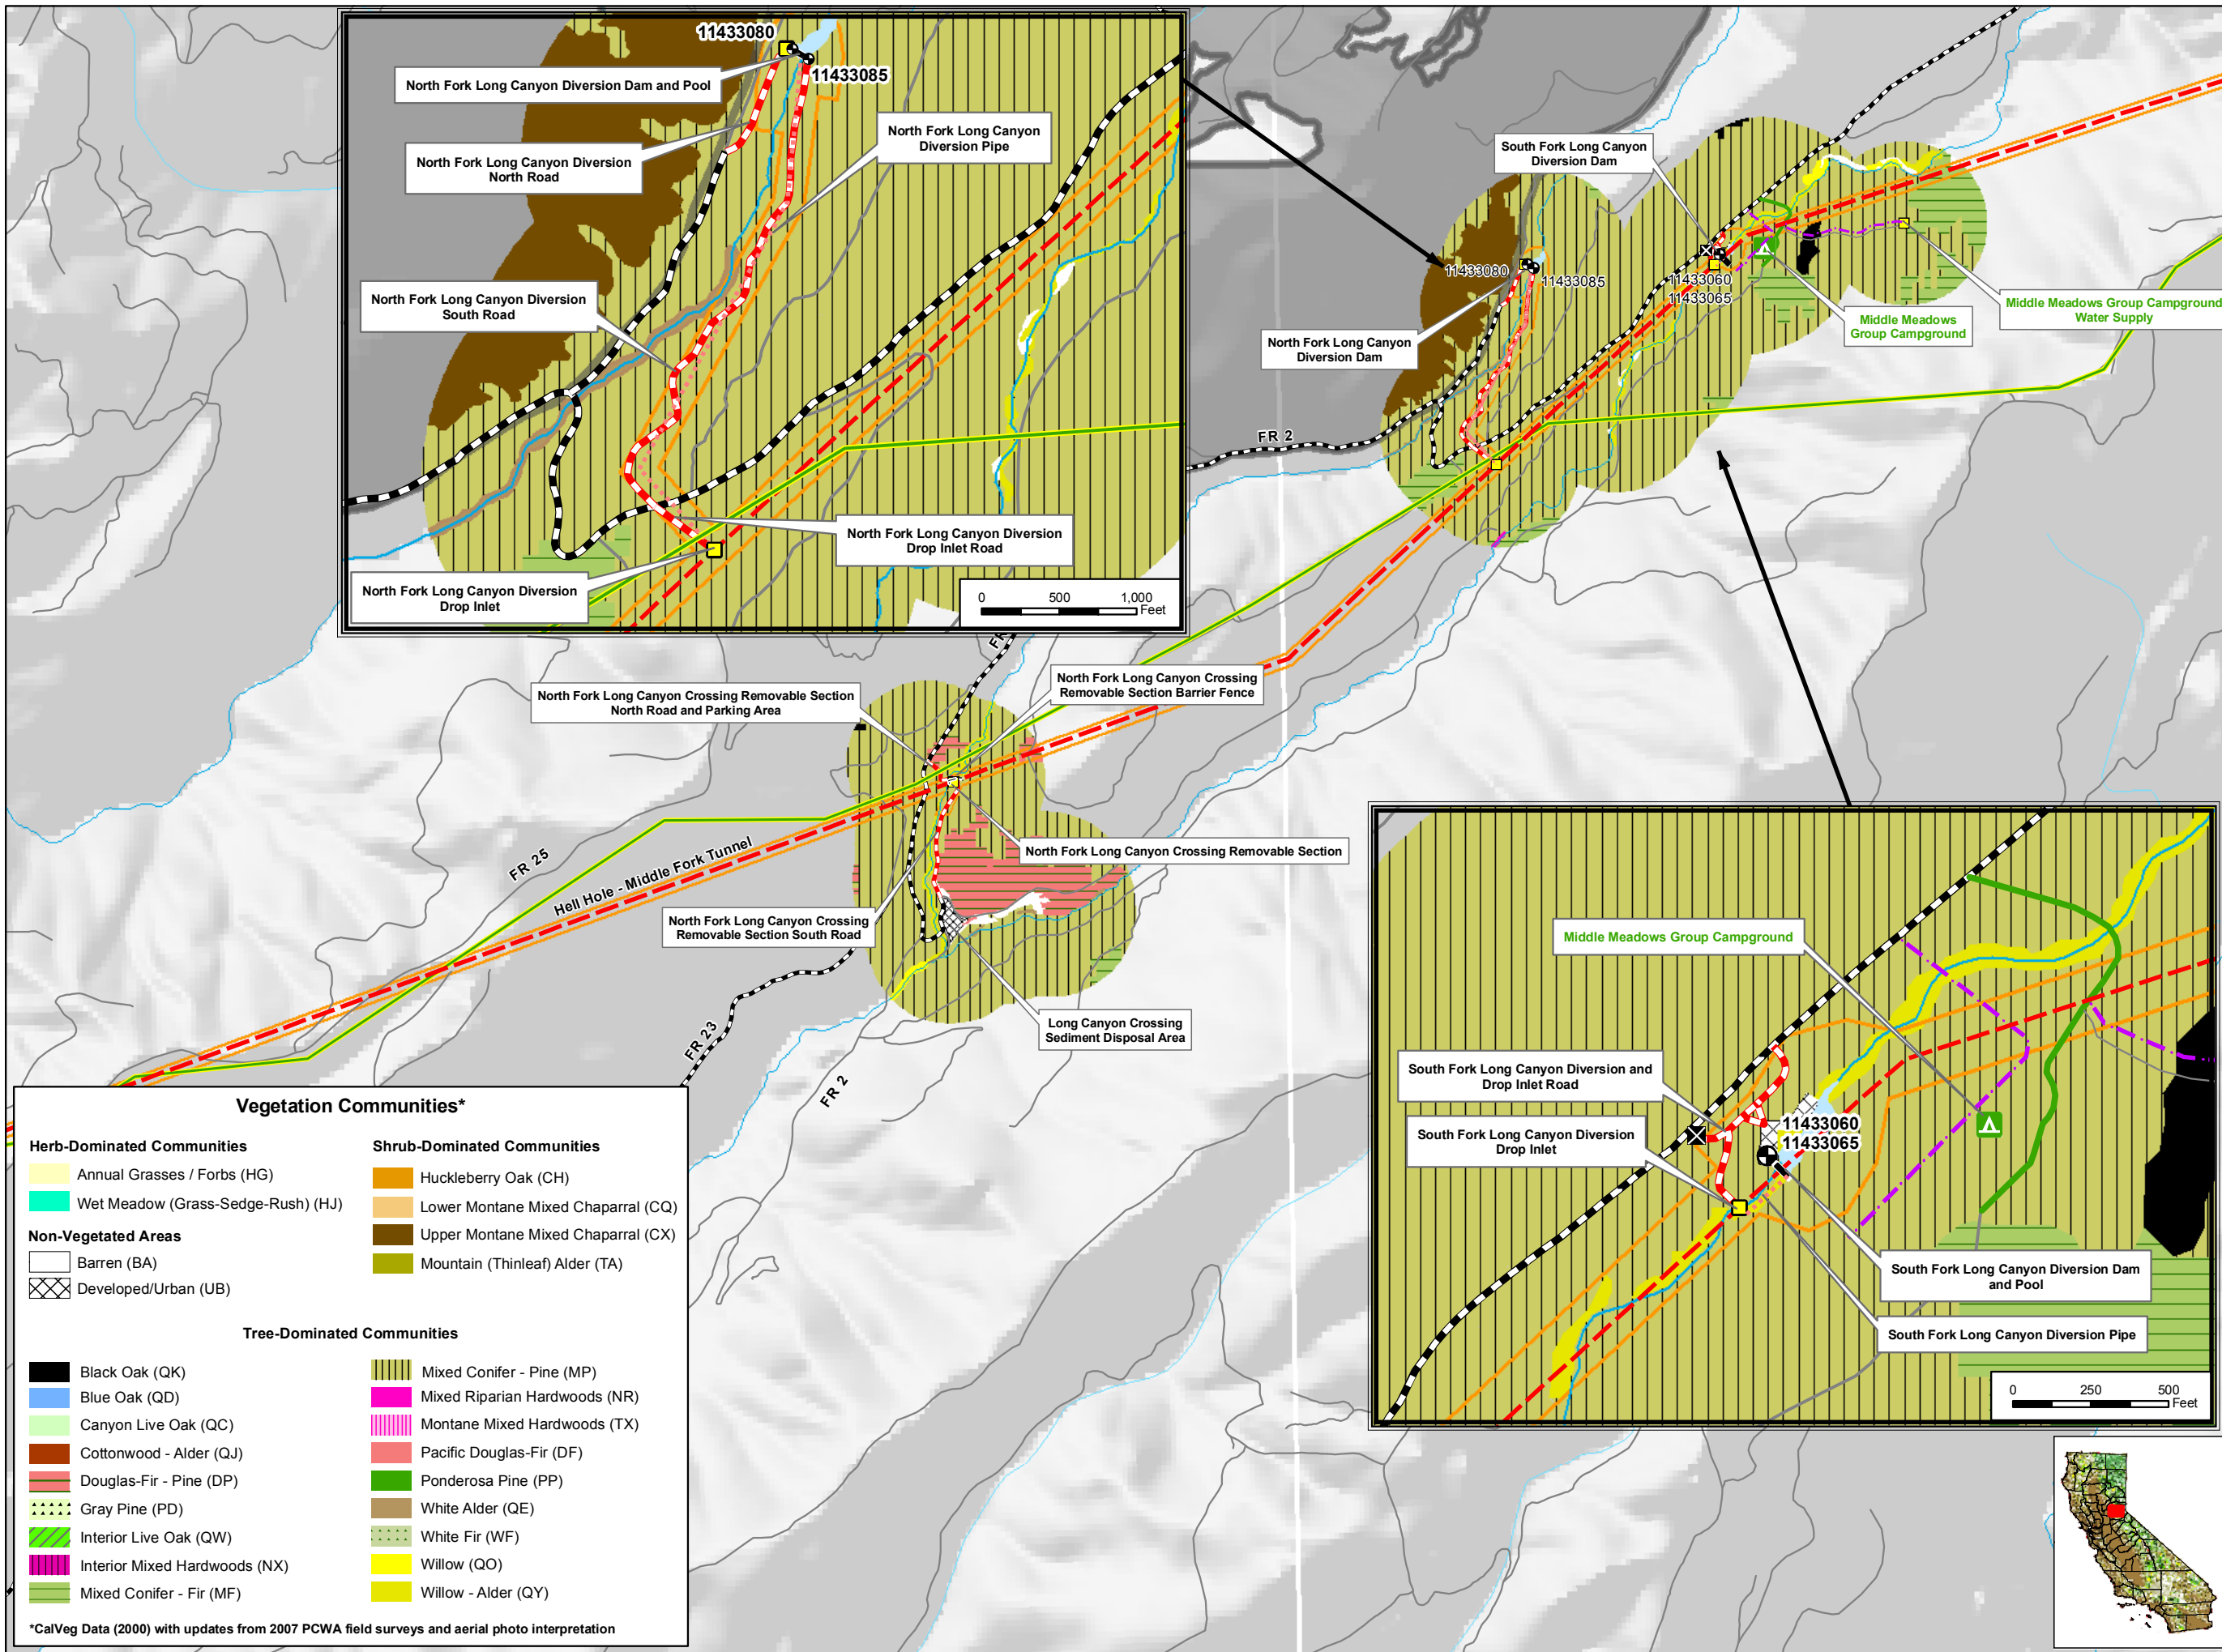 11433080
North Fork Long Canyon Diversion Dam and Pool
11433085
North Fork Long Canyon
Diversion Pipe
North Fork Long Canyon Diversion
North Road
North Fork Long Canyon Diversion
South Road
North Fork Long Canyon Diversion
Drop Inlet Road
North Fork Long Canyon Diversion
Drop Inlet
0 500 1,000
Feet
South Fork Long Canyon
Diversion Dam
11433080
11433085
11433060
11433065
North Fork Long Canyon
Diversion Dam
Middle Meadows
Group Campground
Middle Meadows Group Campground
Water Supply
FR 2
North Fork Long Canyon Crossing Removable Section
North Road and Parking Area
North Fork Long Canyon Crossing
Removable Section Barrier Fence
North Fork Long Canyon Crossing Removable Section
FR 25
Hell Hole - Middle Fork Tunnel
North Fork Long Canyon Crossing
Removable Section South Road
Long Canyon Crossing
Sediment Disposal Area
FR 23
FR 2
Middle Meadows Group Campground
South Fork Long Canyon Diversion and
Drop Inlet Road
South Fork Long Canyon Diversion
Drop Inlet
11433060
11433065
South Fork Long Canyon Diversion Dam
and Pool
South Fork Long Canyon Diversion Pipe
0 250 500
Feet
Vegetation Communities*
Herb-Dominated Communities
Annual Grasses / Forbs (HG)
Wet Meadow (Grass-Sedge-Rush) (HJ)
Non-Vegetated Areas
Barren (BA)
Developed/Urban (UB)
Shrub-Dominated Communities
Huckleberry Oak (CH)
Lower Montane Mixed Chaparral (CQ)
Upper Montane Mixed Chaparral (CX)
Mountain (Thinleaf) Alder (TA)
Tree-Dominated Communities
Black Oak (QK)
Blue Oak (QD)
Canyon Live Oak (QC)
Cottonwood - Alder (QJ)
Douglas-Fir - Pine (DP)
Gray Pine (PD)
Interior Live Oak (QW)
Interior Mixed Hardwoods (NX)
Mixed Conifer - Fir (MF)
Mixed Conifer - Pine (MP)
Mixed Riparian Hardwoods (NR)
Montane Mixed Hardwoods (TX)
Pacific Douglas-Fir (DF)
Ponderosa Pine (PP)
White Alder (QE)
White Fir (WF)
Willow (QO)
Willow - Alder (QY)
*CalVeg Data (2000) with updates from 2007 PCWA field surveys and aerial photo interpretation